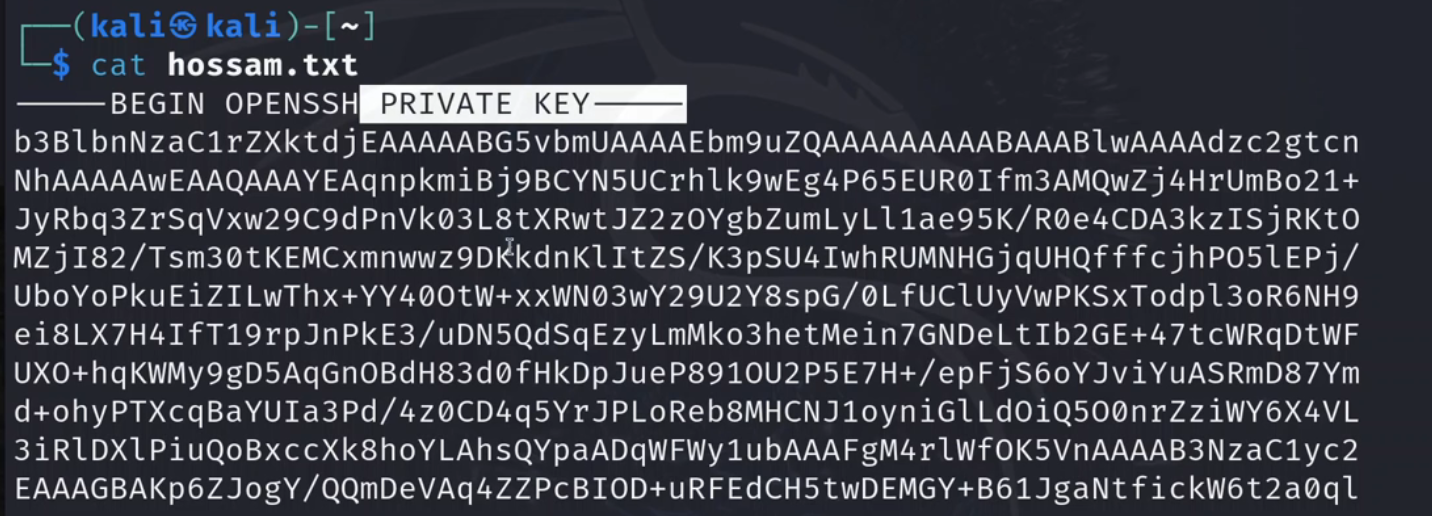 ┌──(kali㉿kali)-[~]
└─$ cat hossam.txt
-----BEGIN OPENSSH PRIVATE KEY-----
b3BlbnNzaC1rZXktdjEAAAAABG5vbmUAAAAEbm9uZQAAAAAAAAABAAABlwAAAAdzc2gtcn
NhAAAAAwEAAQAAAYEAqnpkmiBj9BCYN5UCrhlk9wEg4P65EUR0Ifm3AMQwZj4HrUmBo21+
JyRbq3ZrSqVxw29C9dPnVk03L8tXRwtJZ2zOYgbZumLyLl1ae95K/R0e4CDA3kzISjRKtO
MZjI82/Tsm30tKEMCxmnwwz9DKkdnKlItZS/K3pSU4IwhRUMNHGjqUHQfffcjhPO5lEPj/
UboYoPkuEiZILwThx+YY40OtW+xxWN03wY29U2Y8spG/0LfUClUyVwPKSxTodpl3oR6NH9
ei8LX7H4IfT19rpJnPkE3/uDN5QdSqEzyLmMko3hetMein7GNDeLtIb2GE+47tcWRqDtWF
UXO+hqKWMy9gD5AqGnOBdH83d0fHkDpJueP891OU2P5E7H+/epFjS6oYJviYuASRmD87Ym
d+ohyPTXcqBaYUIa3Pd/4z0CD4q5YrJPLoReb8MHCNJ1oyniGlLdOiQ5O0nrZziWY6X4VL
3iRlDXlPiuQoBxccXk8hoYLAhsQYpaADqWFWy1ubAAAFgM4rlWfOK5VnAAAAB3NzaC1yc2
EAAAGBAKp6ZJogY/QQmDeVAq4ZZPcBIOD+uRFEdCH5twDEMGY+B61JgaNtfickW6t2a0ql